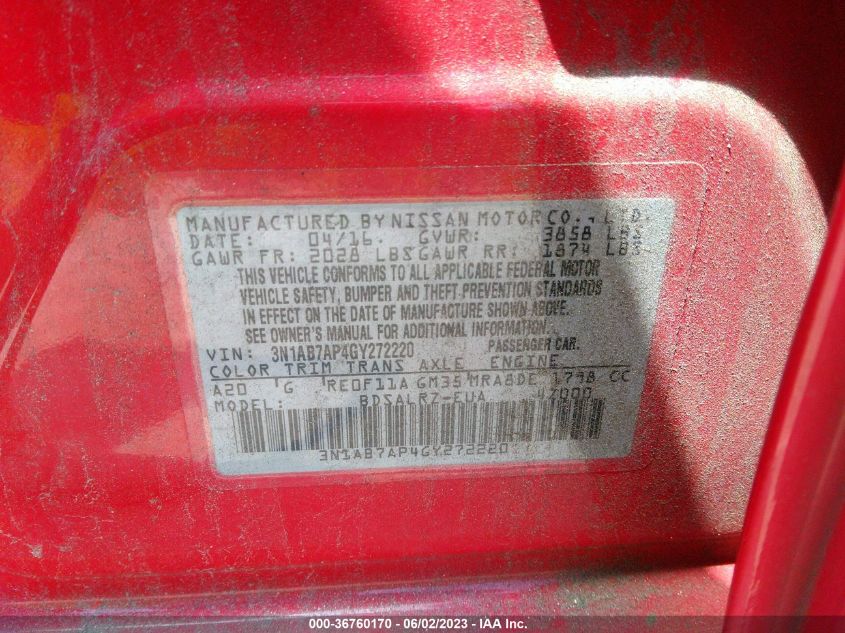 MANUFACTURED BY NISSAN MOTOR CO., LTD.
DATE: 04/16. GVWR: 3858 LBS
GAWR FR: 2028 LBS GAWR RR: 1874 LBS
THIS VEHICLE CONFORMS TO ALL APPLICABLE FEDERAL MOTOR
VEHICLE SAFETY, BUMPER AND THEFT PREVENTION STANDARDS
IN EFFECT ON THE DATE OF MANUFACTURE SHOWN ABOVE.
SEE OWNER'S MANUAL FOR ADDITIONAL INFORMATION.
VIN: 3N1AB7AP4GY272220 PASSENGER CAR.
COLOR TRIM TRANS AXLE ENGINE
A20 G RE0F11A GM35 MRA8DE 1798 CC
MODEL: BDSALRZ-EUA 47000
3N1AB7AP4GY272220
000-36760170 - 06/02/2023 - IAA Inc.